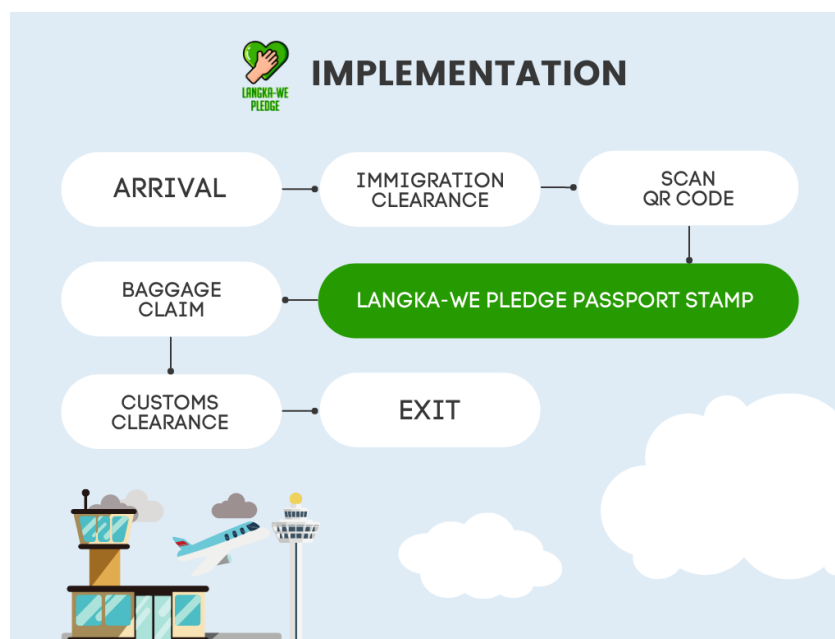 LANGKA-WE
PLEDGE
IMPLEMENTATION
ARRIVAL
IMMIGRATION
CLEARANCE
SCAN
QR CODE
LANGKA-WE PLEDGE PASSPORT STAMP
BAGGAGE
CLAIM
CUSTOMS
CLEARANCE
EXIT